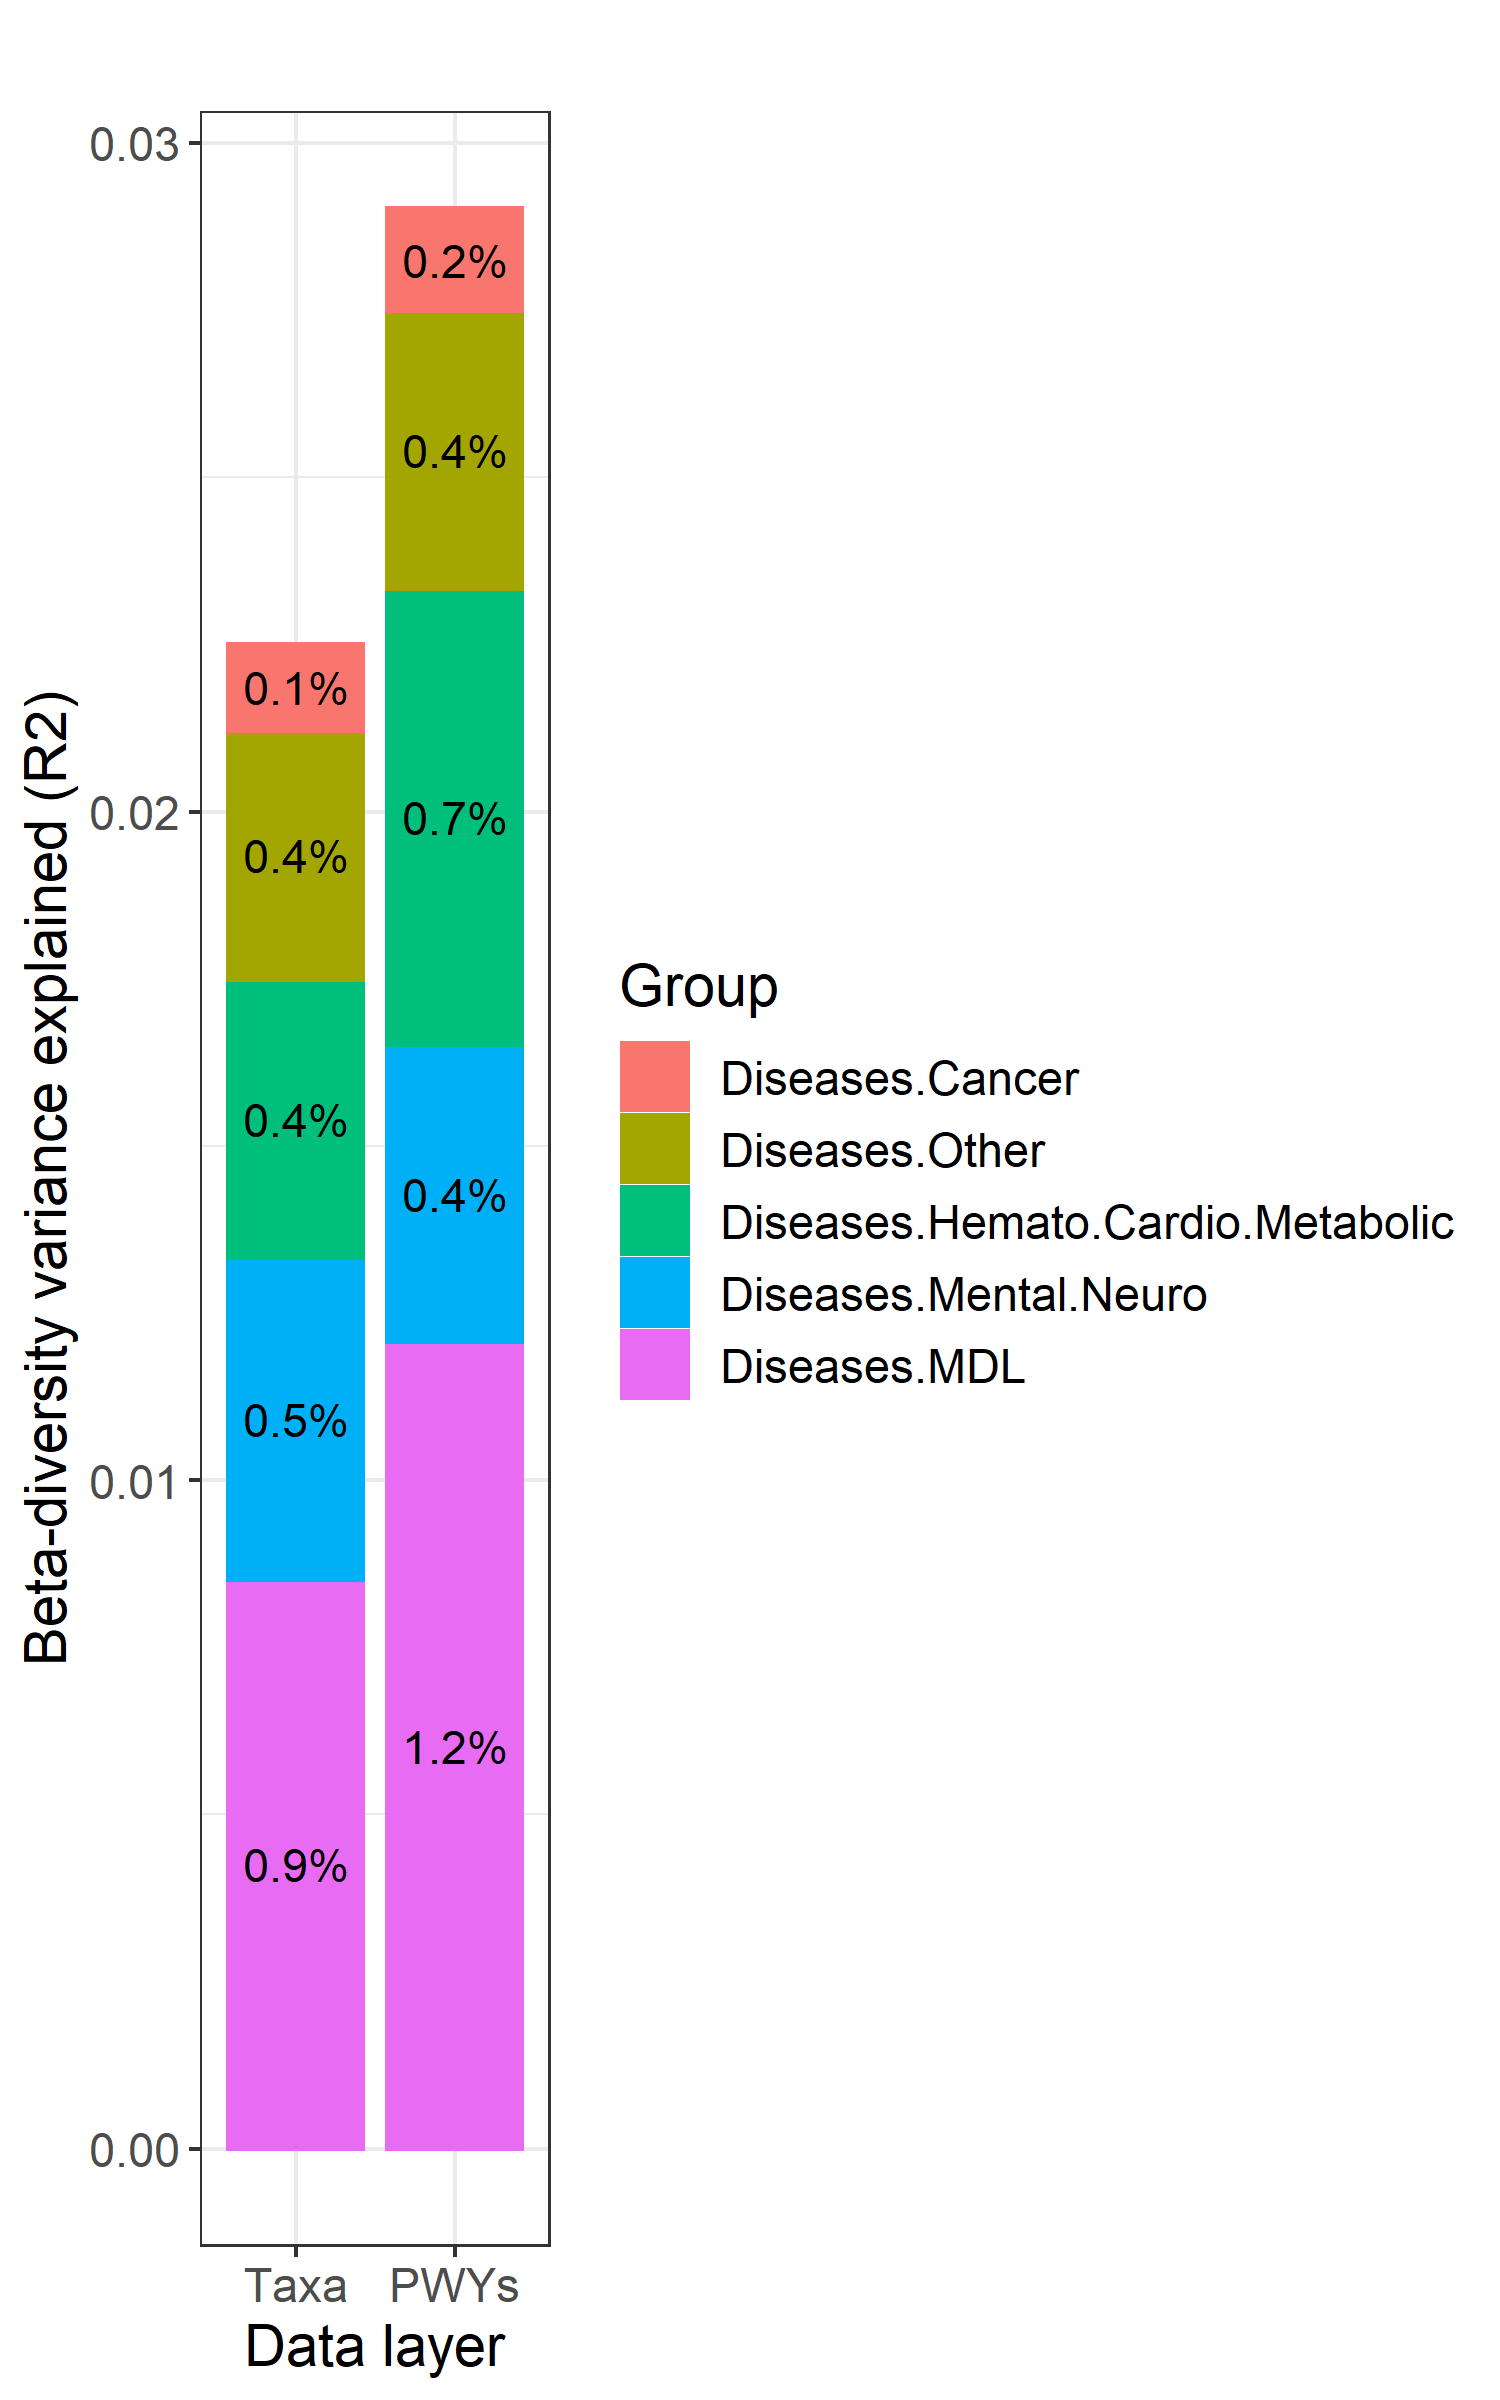 Beta-diversity variance explained (R2)
0.03
0.02
0.01
0.00
0.1%
0.4%
0.4%
0.5%
0.9%
0.2%
0.4%
0.7%
0.4%
1.2%
Taxa
PWYs
Data layer
Group
Diseases.Cancer
Diseases.Other
Diseases.Hemato.Cardio.Metabolic
Diseases.Mental.Neuro
Diseases.MDL